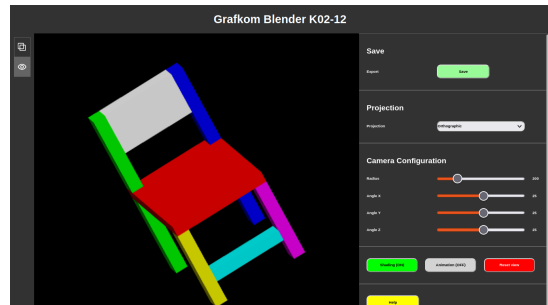 Grafkom Blender K02-12
Save
Export
Save
Projection
Projection
Orthographic
Camera Configuration
Radius
Angle X
Angle Y
Angle Z
Shading (ON)
Animation (OFF)
Reset view
Help